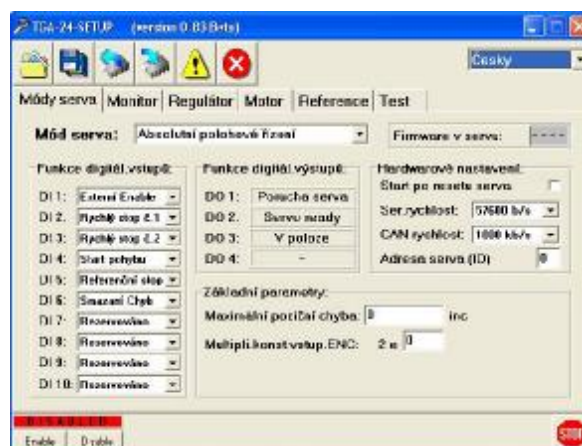 TGA-24-SETUP (version 0.83 Beta)
Česky
Módy serva Monitor Regulátor Motor Reference Test
Mód serva: Absolutní polohové řízení
Firmware v servu: ----
Funkce digitál.vstupů:
DI 1: Externí Enable
DI 2: Rychlý stop č.1
DI 3: Rychlý stop č.2
DI 4: Start pohybu
DI 5: Referenční stop
DI 6: Smazaní Chyb
DI 7: Rezervováno
DI 8: Rezervováno
DI 9: Rezervováno
DI 10: Rezervováno
Funkce digitál.výstupů:
DO 1: Porucha serva
DO 2: Servo ready
DO 3: V poloze
DO 4: -
Hardwarové nastavení:
Start po resetu serva
Ser.rychlost: 57600 b/s
CAN rychlost: 1000 kb/s
Adresa serva (ID) 0
Základní parametry:
Maximální poziční chyba: 0 inc
Multipli.konst.vstup.ENC: 2 n 0
DISABLED
Enable Disable
STOP